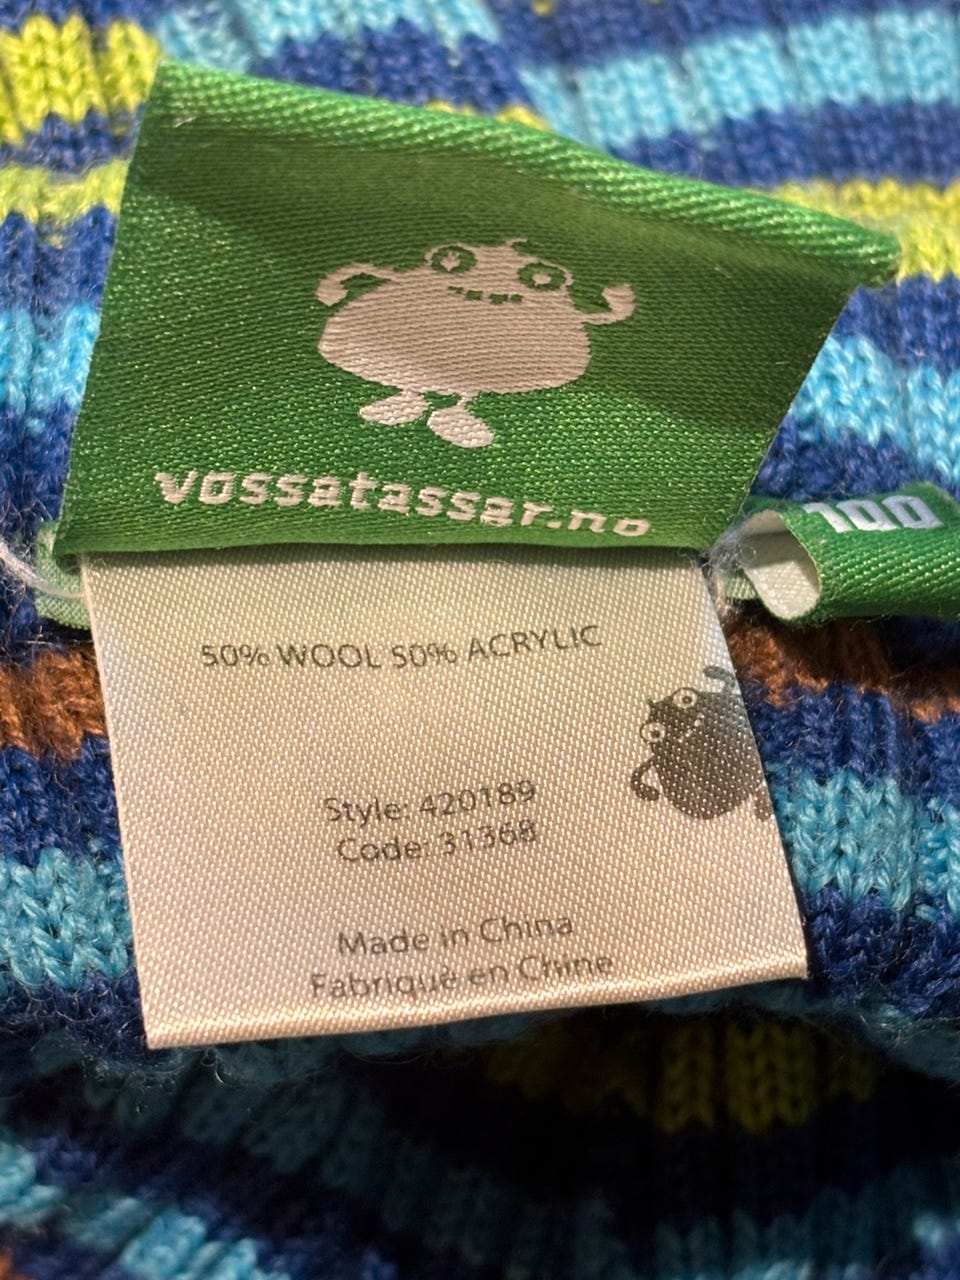 vossatassar.no
100
50% WOOL 50% ACRYLIC
Style: 420189
Code: 31368
Made in China
Fabriqué en Chine